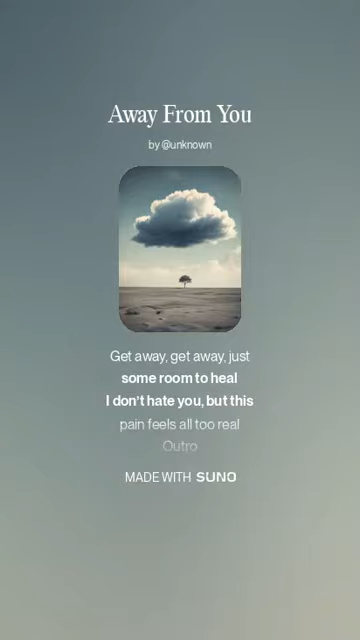 Away From You
by @unknown
Get away, get away, just
some room to heal
I don't hate you, but this
pain feels all too real
Outro
MADE WITH SUNO